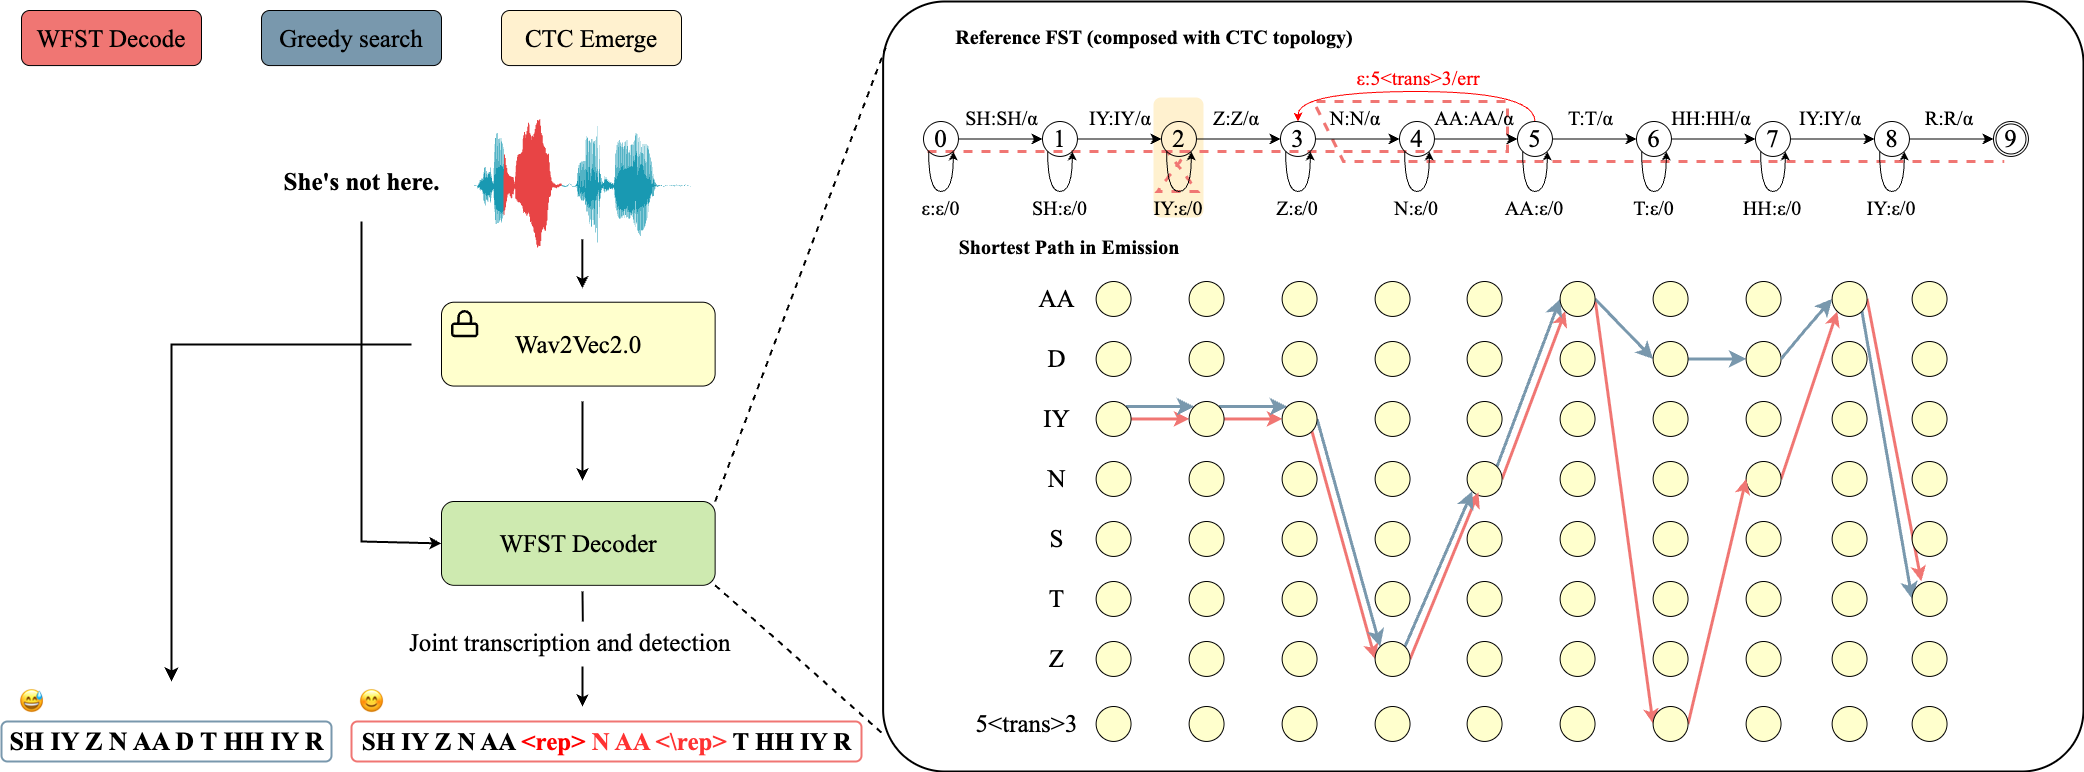 WFST Decode
Greedy search
CTC Emerge
She's not here.
Wav2Vec2.0
WFST Decoder
Joint transcription and detection
SH IY Z N AA D T HH IY R
SH IY Z N AA <rep> N AA <\rep> T HH IY R
Reference FST (composed with CTC topology)
ε:5<trans>3/err
SH:SH/α IY:IY/α Z:Z/α N:N/α AA:AA/α T:T/α HH:HH/α IY:IY/α R:R/α
0 1 2 3 4 5 6 7 8 9
ε:ε/0 SH:ε/0 IY:ε/0 Z:ε/0 N:ε/0 AA:ε/0 T:ε/0 HH:ε/0 IY:ε/0
Shortest Path in Emission
AA
D
IY
N
S
T
Z
5<trans>3